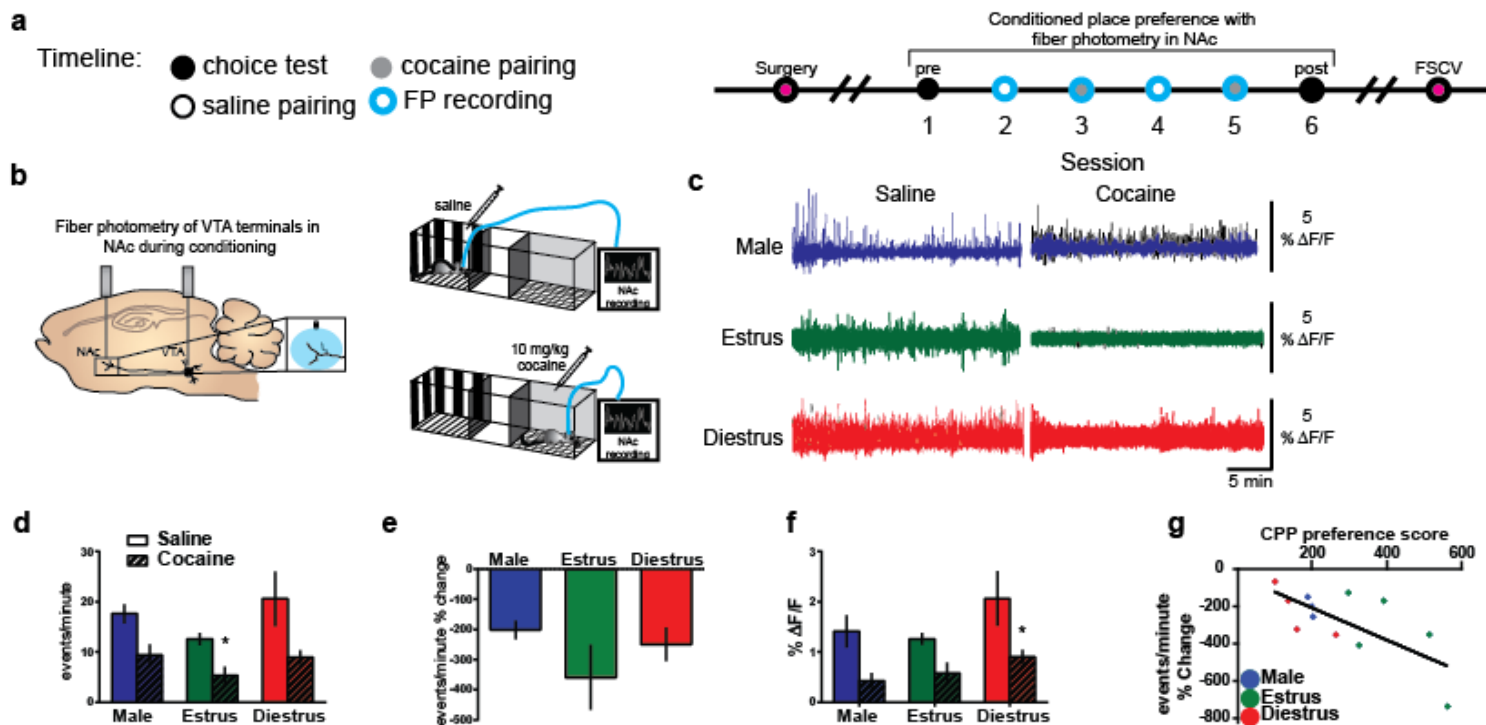 a
Timeline:
choice test
cocaine pairing
saline pairing
FP recording
Conditioned place preference with
fiber photometry in NAc
Surgery
pre
post
FSCV
1 2 3 4 5 6
Session
b
Fiber photometry of VTA terminals in
NAc during conditioning
NAc
VTA
saline
NAc
recording
10 mg/kg
cocaine
NAc
recording
c
Saline
Cocaine
Male
5
% ΔF/F
Estrus
5
% ΔF/F
Diestrus
5
% ΔF/F
5 min
d
Saline
Cocaine
events/minute
30
20
10
0
*
Male Estrus Diestrus
e
Male Estrus Diestrus
events/minute % change
0
-100
-200
-300
-400
-500
f
% ΔF/F
3
2
1
0
*
Male Estrus Diestrus
g
CPP preference score
200 400 600
events/minute
% Change
0
-200
-400
-600
-800
Male
Estrus
Diestrus